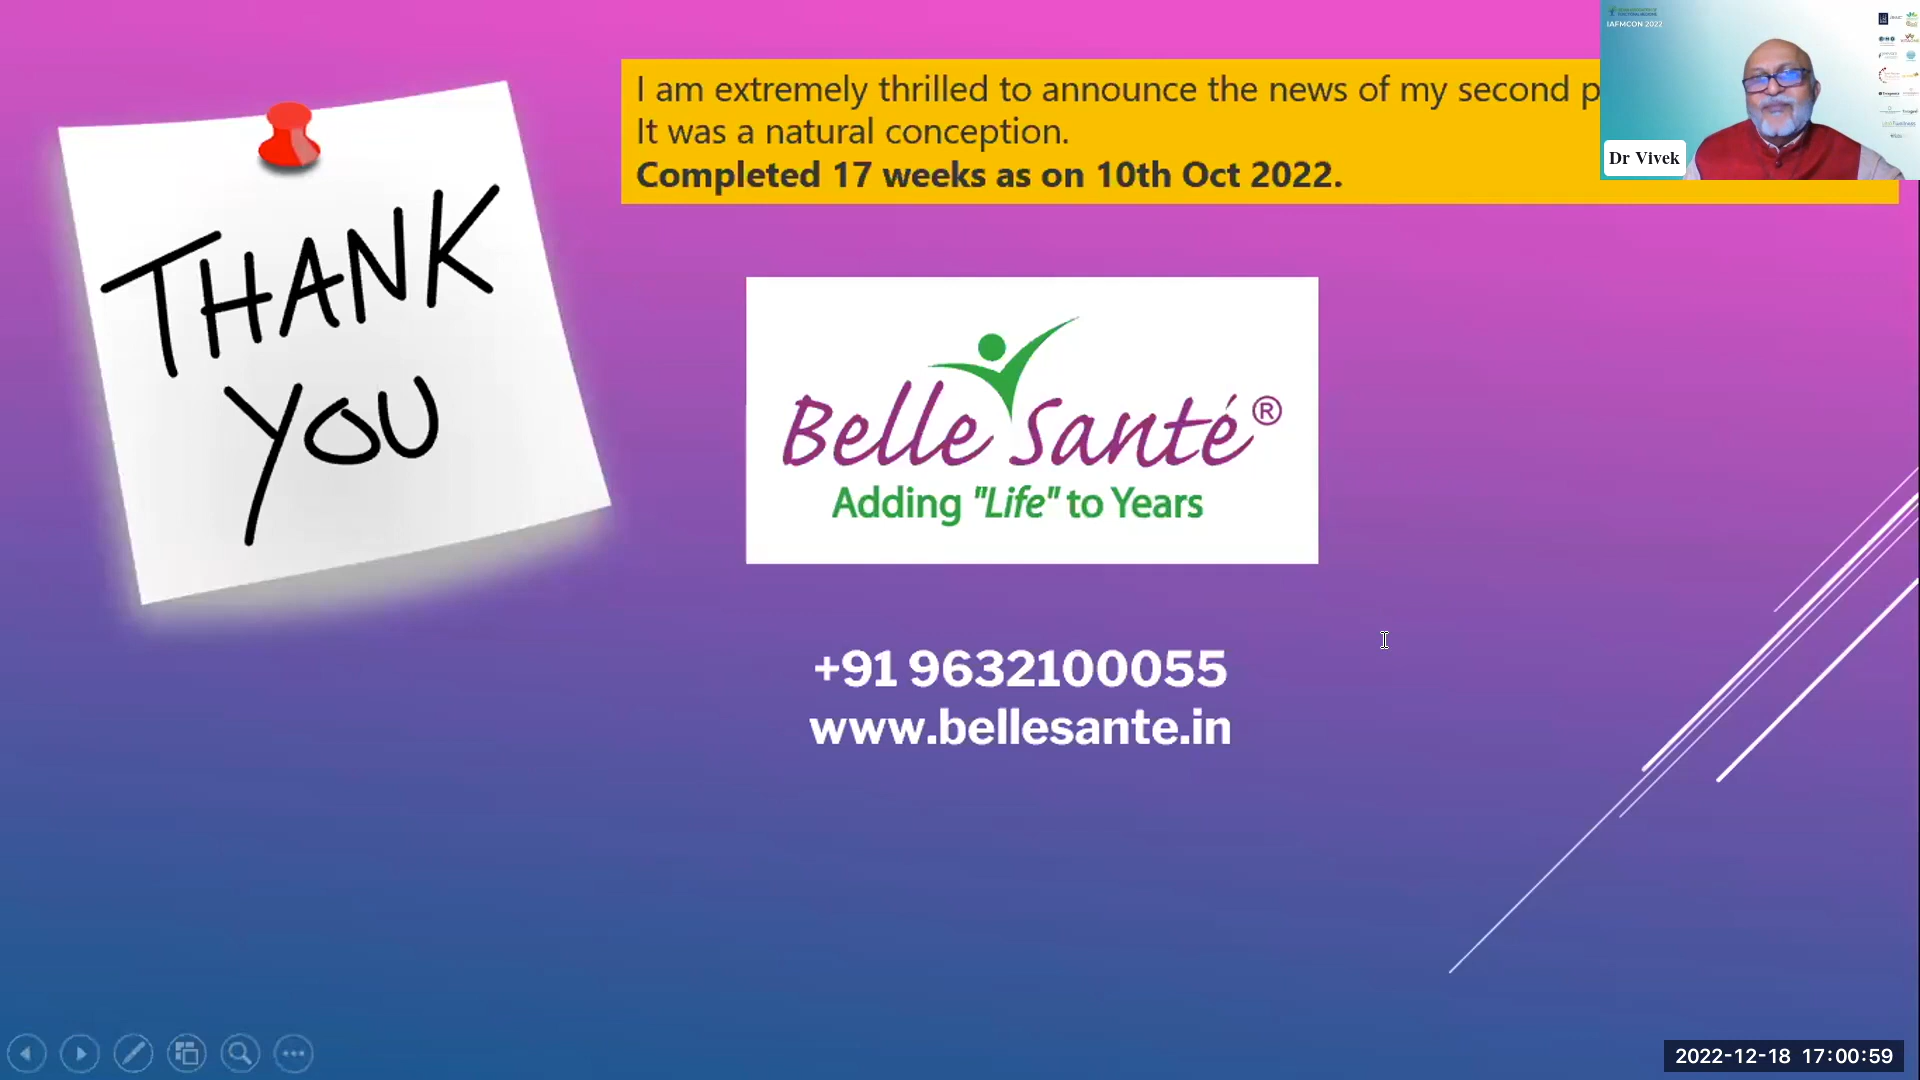 THANK
YOU
I am extremely thrilled to announce the news of my second p
It was a natural conception.
Completed 17 weeks as on 10th Oct 2022.
IAFMCON 2022
Dr Vivek
Belle Santé®
Adding "Life" to Years
+91 9632100055
www.bellesante.in
2022-12-18 17:00:59